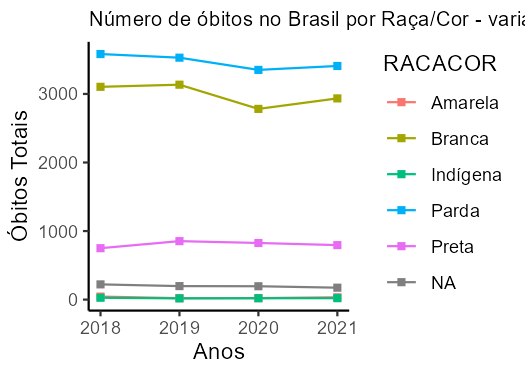 Número de óbitos no Brasil por Raça/Cor - varia
RACACOR
Amarela
Branca
Indígena
Parda
Preta
NA
Óbitos Totais
3000
2000
1000
0
2018 2019 2020 2021
Anos